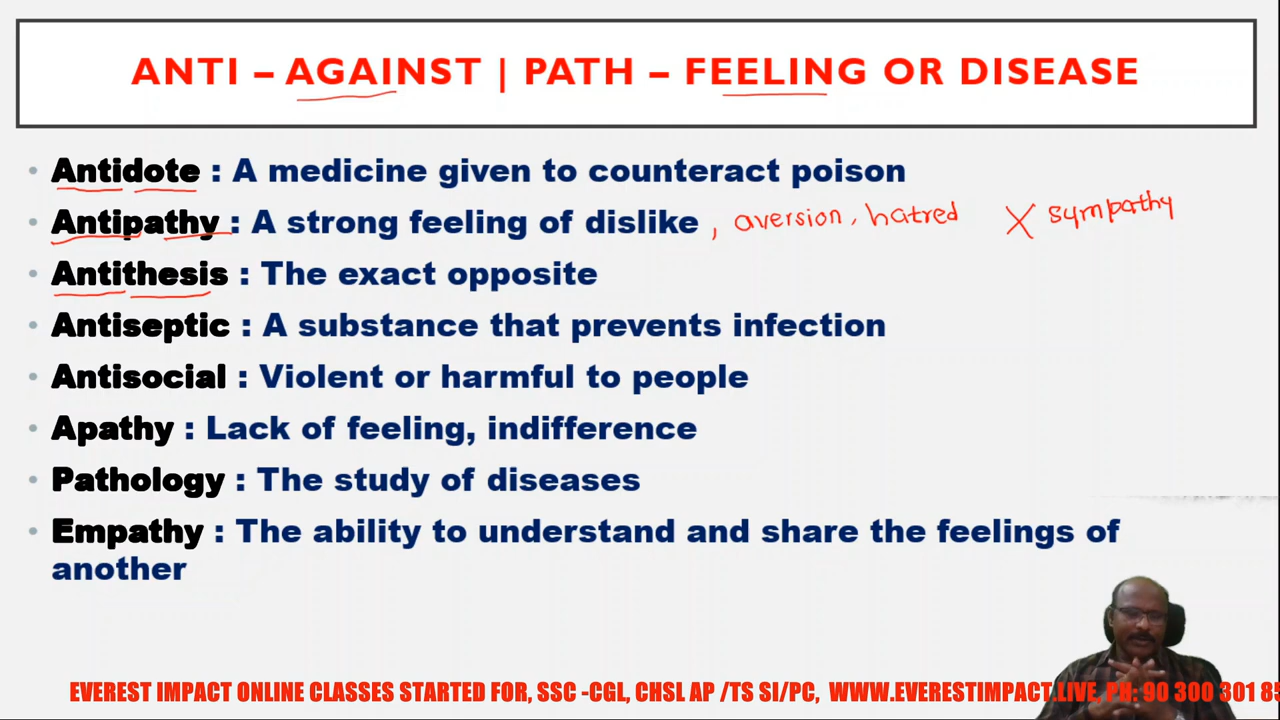 ANTI – AGAINST | PATH – FEELING OR DISEASE
• Antidote : A medicine given to counteract poison
• Antipathy : A strong feeling of dislike , aversion, hatred X sympathy
• Antithesis : The exact opposite
• Antiseptic : A substance that prevents infection
• Antisocial : Violent or harmful to people
• Apathy : Lack of feeling, indifference
• Pathology : The study of diseases
• Empathy : The ability to understand and share the feelings of
another
EVEREST IMPACT ONLINE CLASSES STARTED FOR, SSC -CGL, CHSL AP /TS SI/PC, WWW.EVERESTIMPACT.LIVE, PH: 90 300 301 8